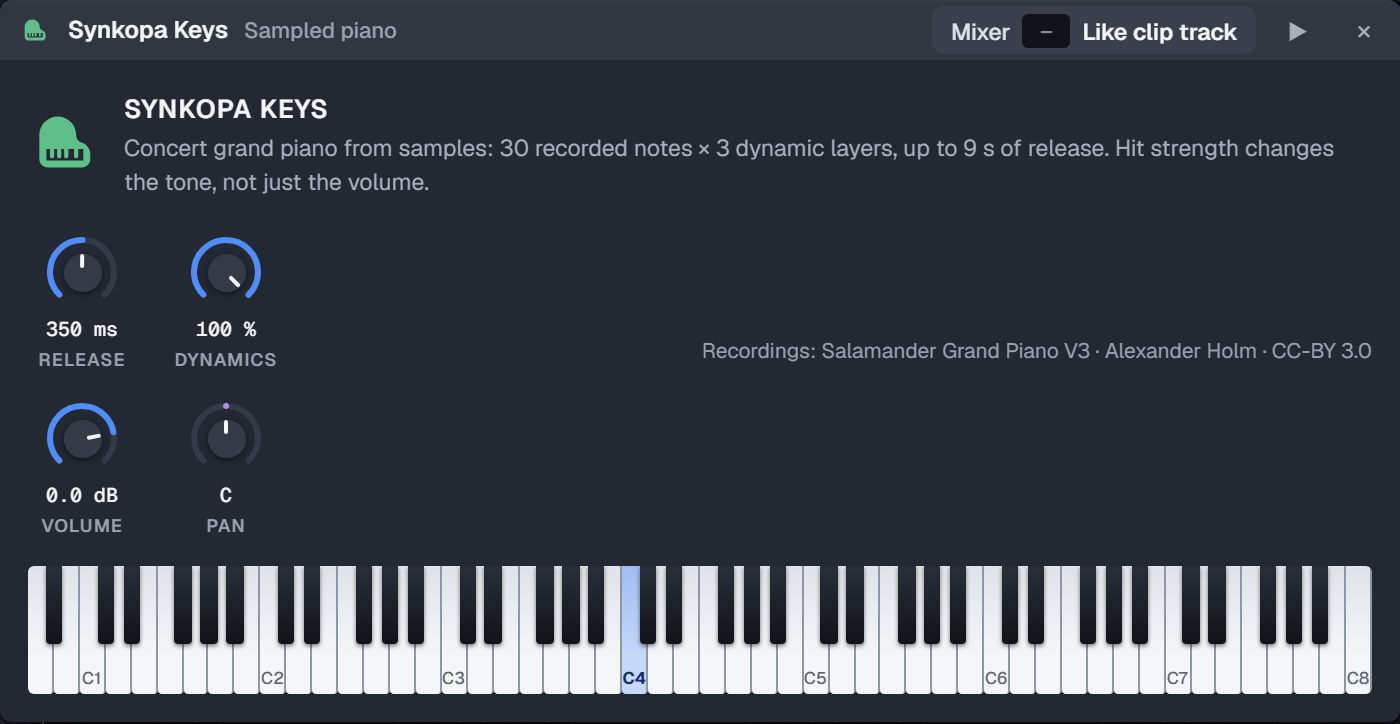 Synkopa Keys Sampled piano
Mixer – Like clip track
SYNKOPA KEYS
Concert grand piano from samples: 30 recorded notes × 3 dynamic layers, up to 9 s of release. Hit strength changes
the tone, not just the volume.
350 ms
RELEASE
100 %
DYNAMICS
Recordings: Salamander Grand Piano V3 · Alexander Holm · CC-BY 3.0
0.0 dB
VOLUME
C
PAN
C1 C2 C3 C4 C5 C6 C7 C8